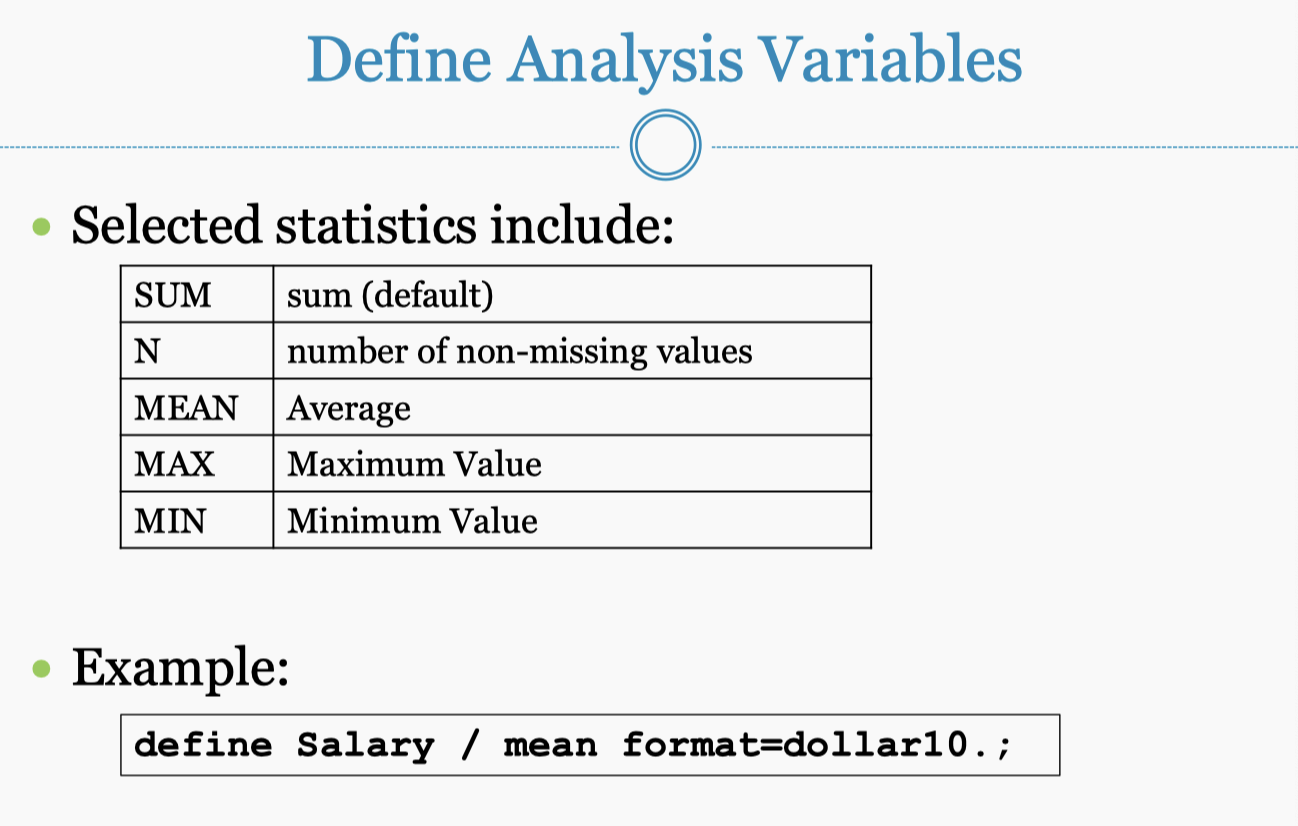 Define Analysis Variables
Selected statistics include:
SUM sum (default)
N number of non-missing values
MEAN Average
MAX Maximum Value
MIN Minimum Value
Example:
define Salary / mean format=dollar10.;